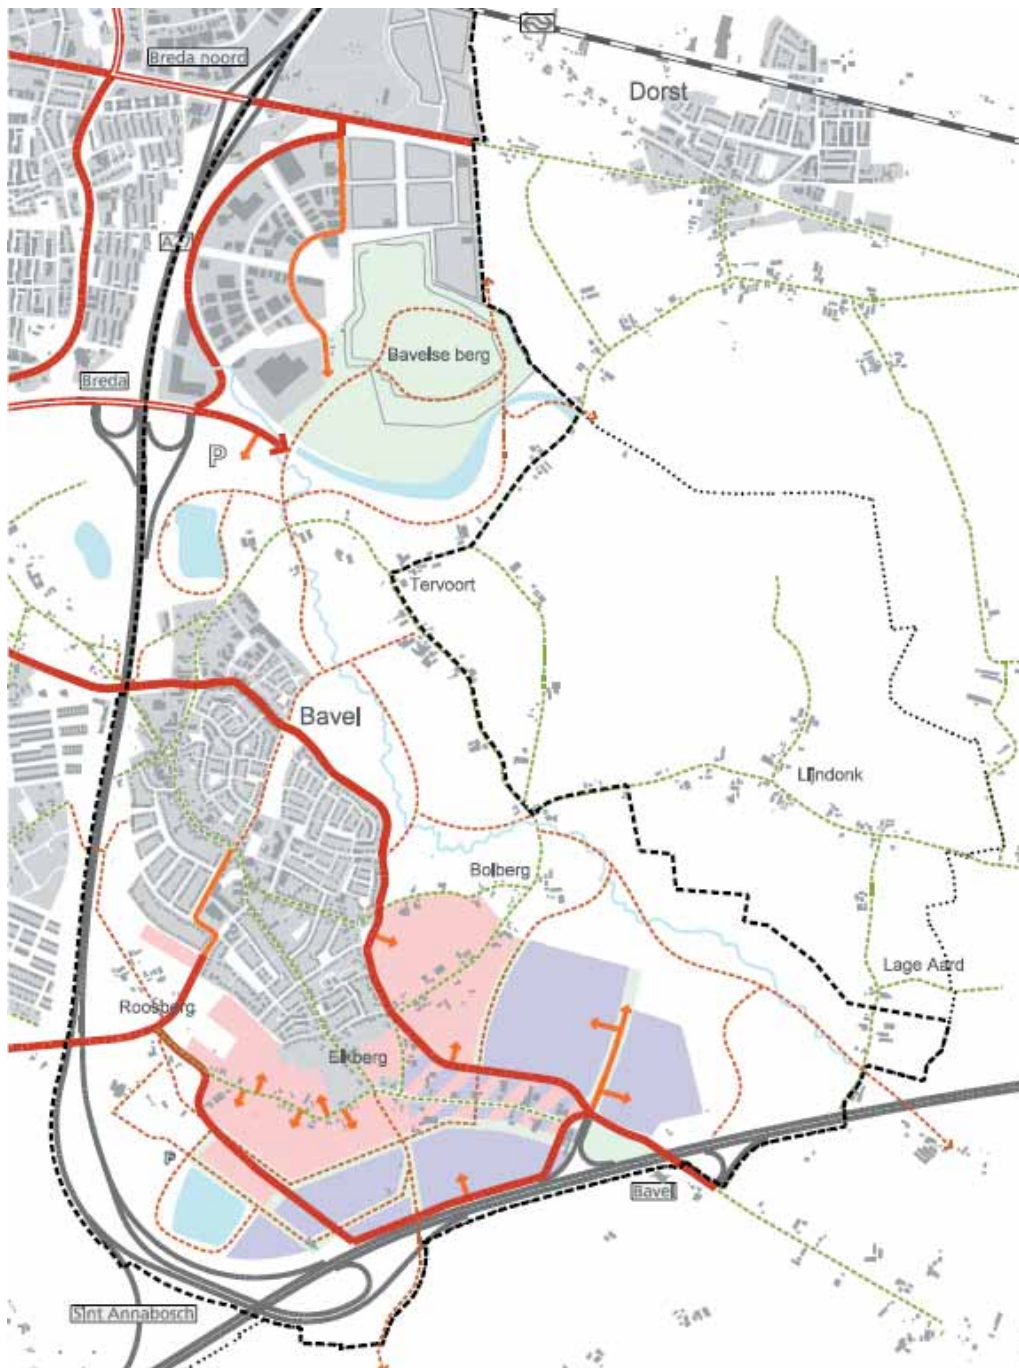 Breda noord
Dorst
A27
Bavelse berg
Breda
P
Tervoort
Bavel
Lijndonk
Bolberg
Lage Aard
Roosberg
Eikberg
P
Bavel
Sint Annabosch